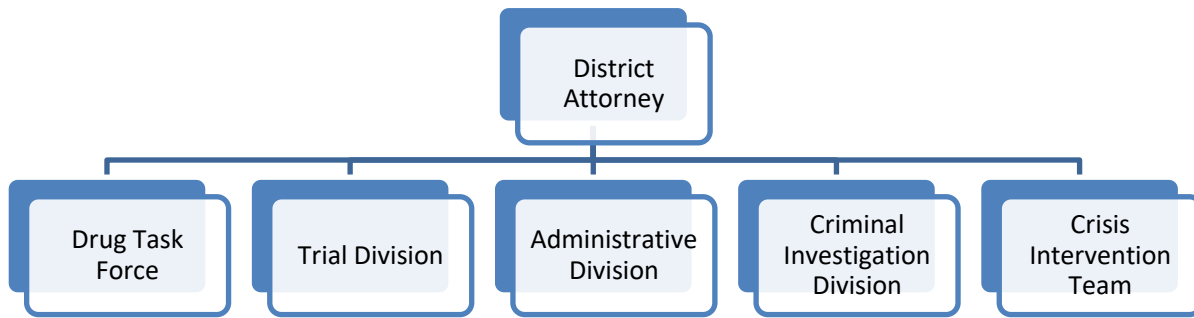 District
Attorney
Drug Task
Force
Trial Division
Administrative
Division
Criminal
Investigation
Division
Crisis
Intervention
Team